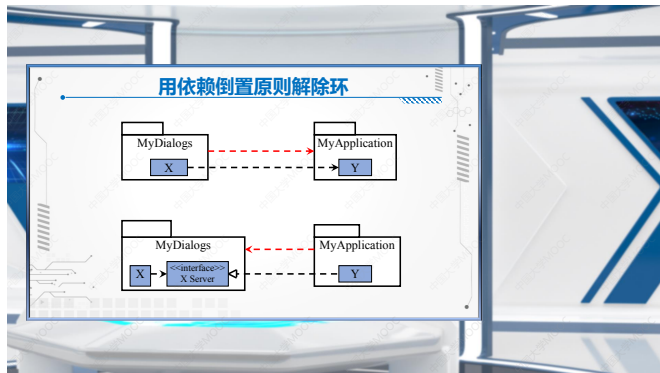 用依赖倒置原则解除环
MyDialogs
MyApplication
X
Y
MyDialogs
MyApplication
X
<<interface>>
X Server
Y